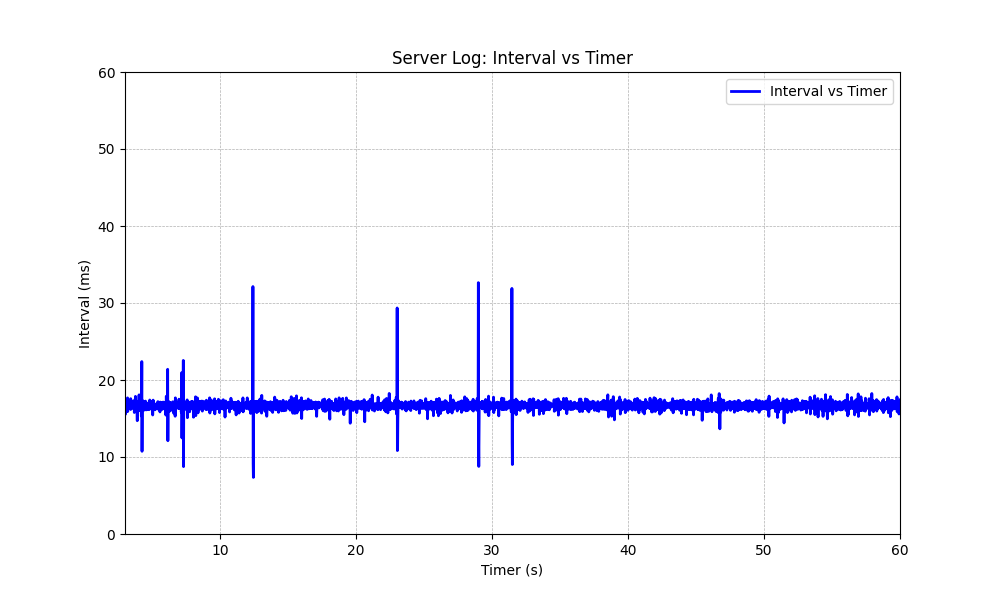 Server Log: Interval vs Timer
Interval vs Timer
60
50
40
30
20
10
0
Interval (ms)
10 20 30 40 50 60
Timer (s)